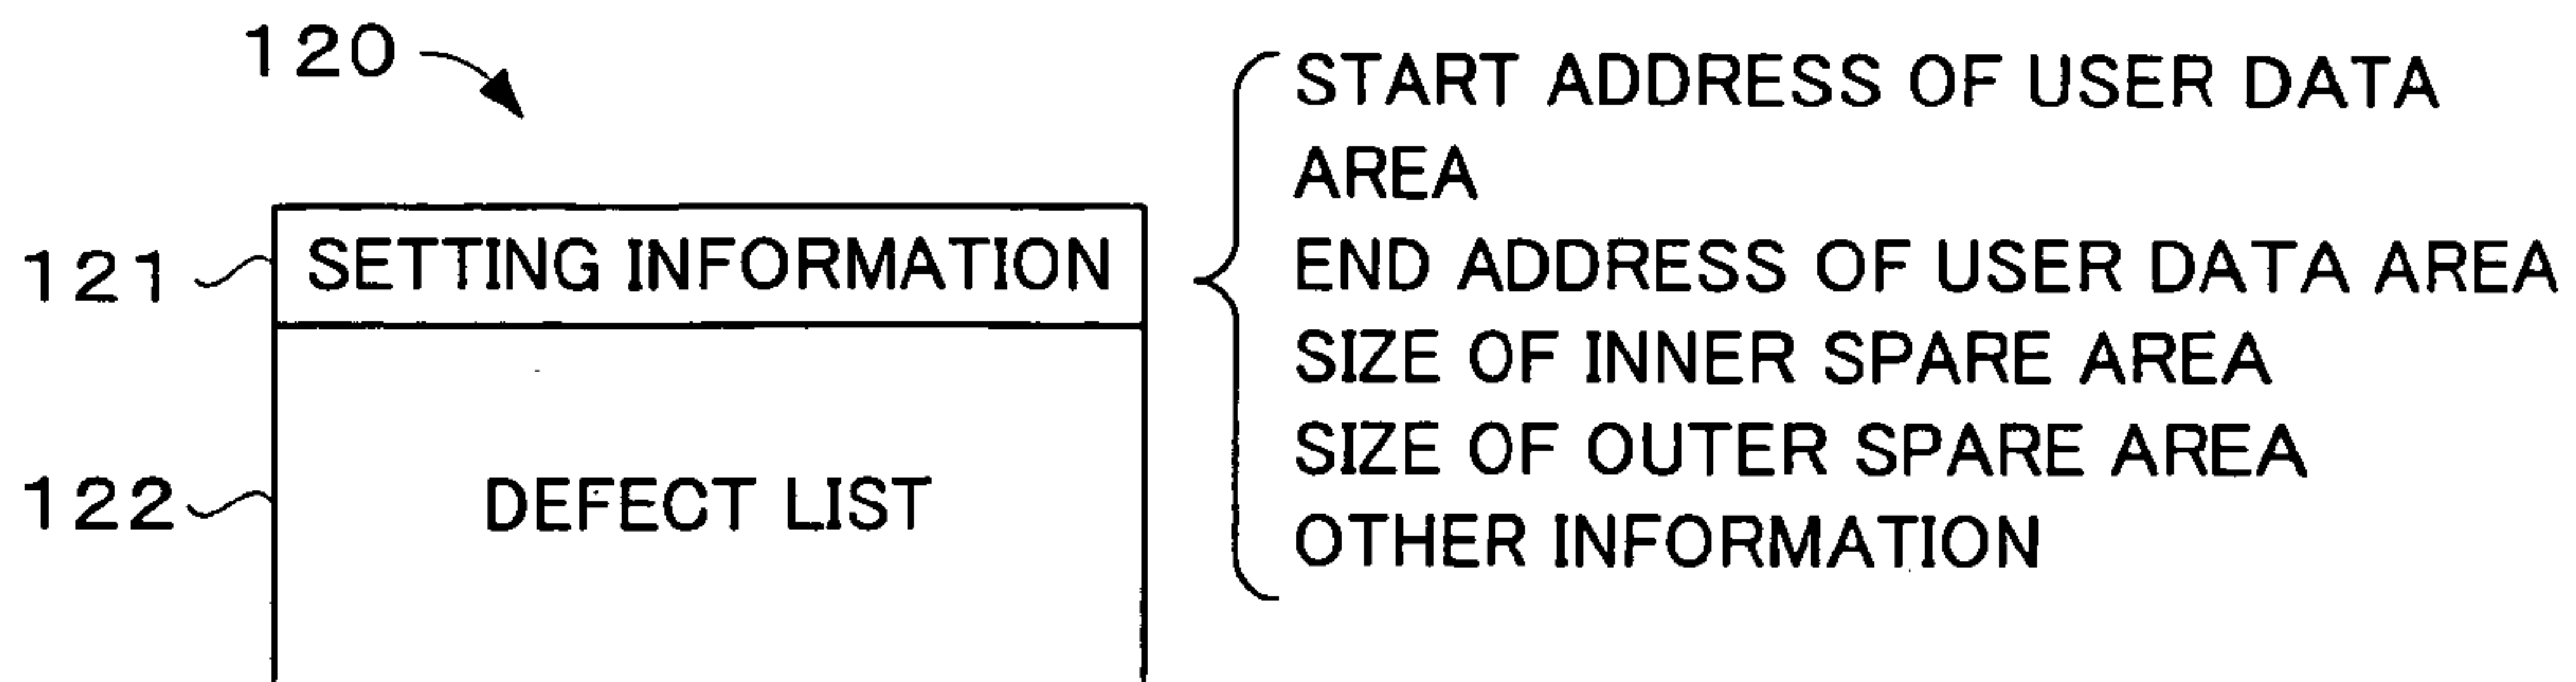 120
START ADDRESS OF USER DATA
AREA
121
SETTING INFORMATION
END ADDRESS OF USER DATA AREA
SIZE OF INNER SPARE AREA
SIZE OF OUTER SPARE AREA
122
DEFECT LIST
OTHER INFORMATION